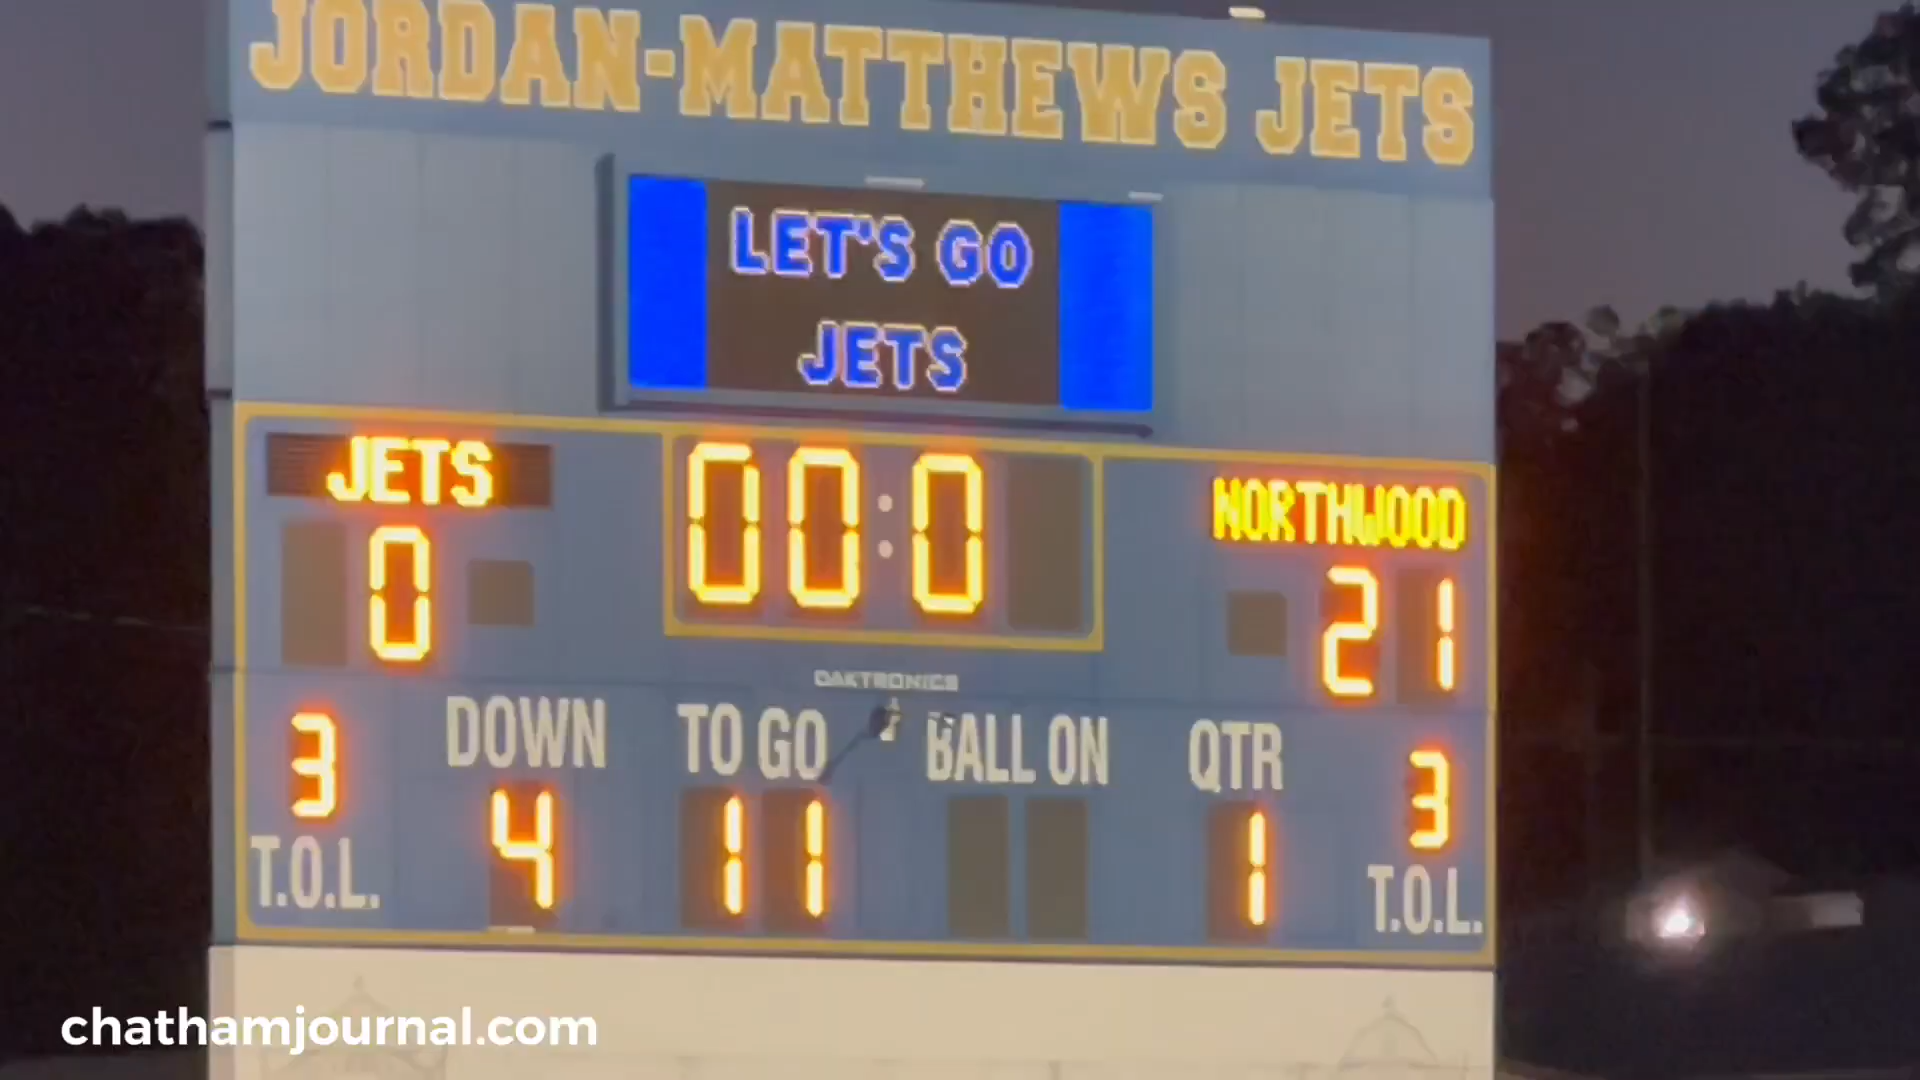 JORDAN-MATTHEWS JETS
LET'S GO
JETS
JETS 00:0 NORTHWOOD
0 21
DAKTRONICS
DOWN TO GO BALL ON QTR
3 4 11 1 3
T.O.L. T.O.L.
chathamjournal.com